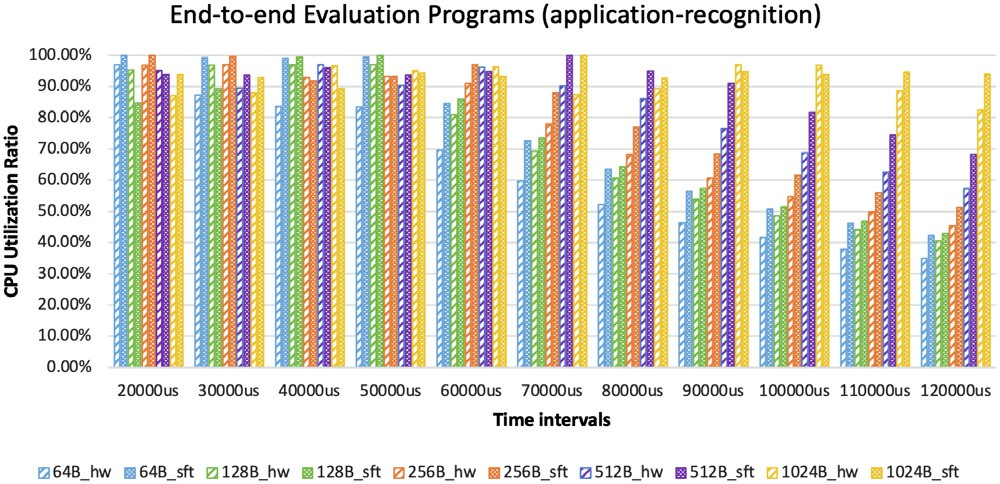 End-to-end Evaluation Programs (application-recognition)
CPU Utilization Ratio
100.00%
90.00%
80.00%
70.00%
60.00%
50.00%
40.00%
30.00%
20.00%
10.00%
0.00%
20000us 30000us 40000us 50000us 60000us 70000us 80000us 90000us 100000us 110000us 120000us
Time intervals
64B_hw 64B_sft 128B_hw 128B_sft 256B_hw 256B_sft 512B_hw 512B_sft 1024B_hw 1024B_sft